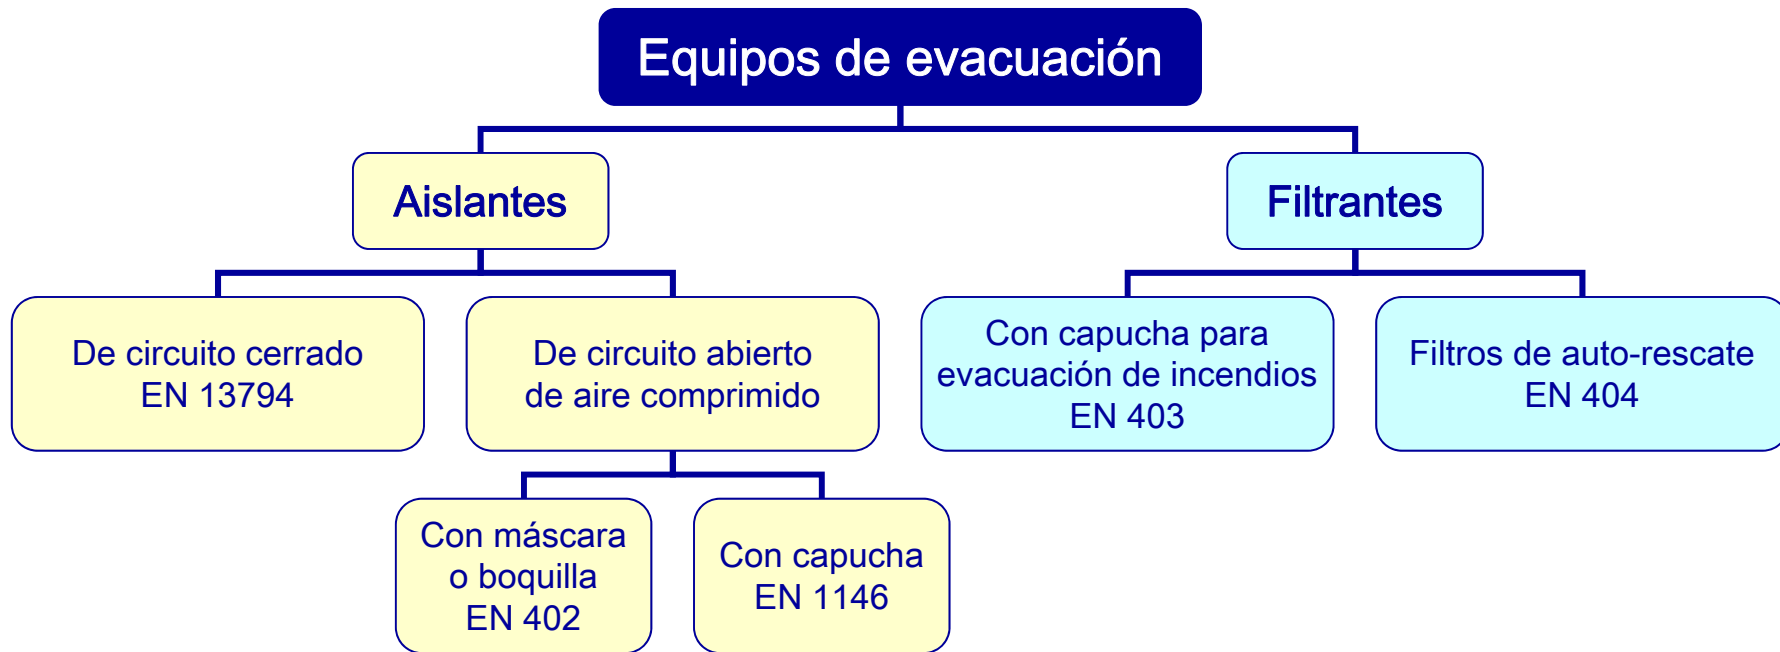 Equipos de evacuación
Aislantes
Filtrantes
De circuito cerrado
EN 13794
De circuito abierto
de aire comprimido
Con capucha para
evacuación de incendios
EN 403
Filtros de auto-rescate
EN 404
Con máscara
o boquilla
EN 402
Con capucha
EN 1146